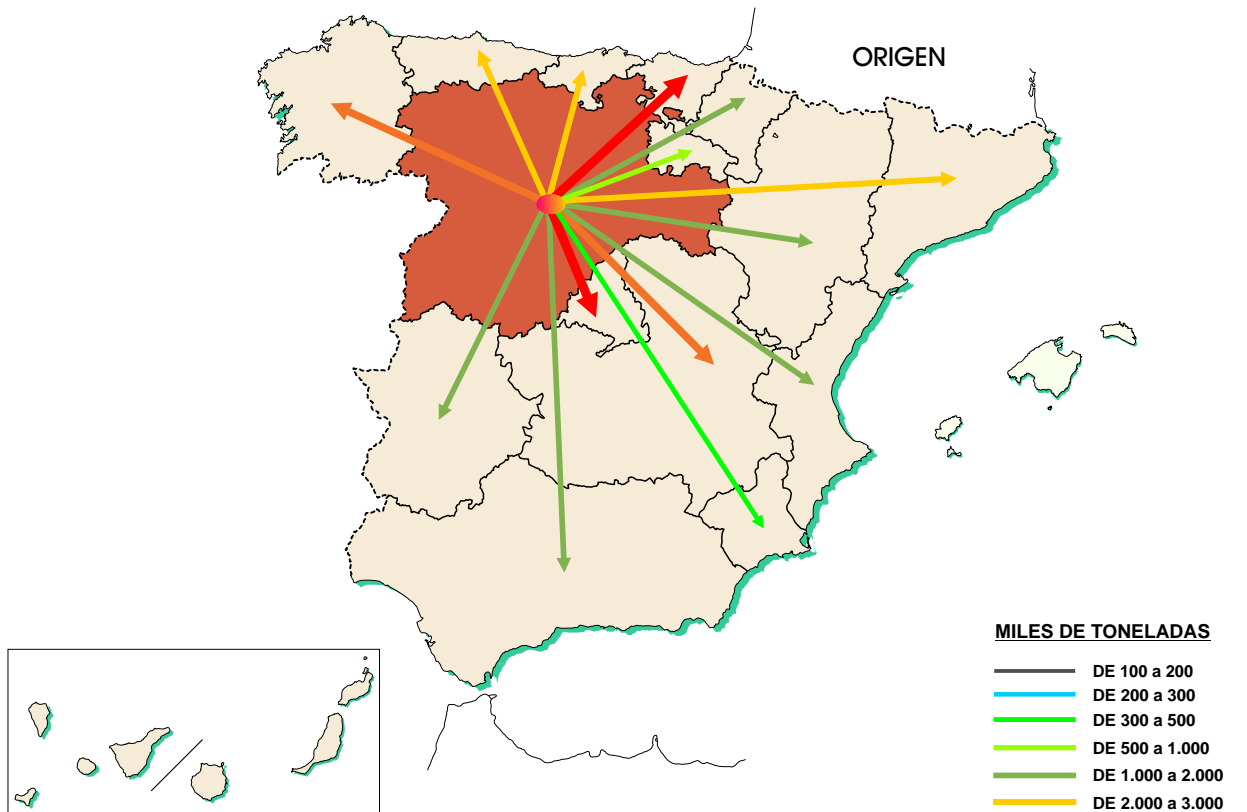 ORIGEN
MILES DE TONELADAS
DE 100 a 200
DE 200 a 300
DE 300 a 500
DE 500 a 1.000
DE 1.000 a 2.000
DE 2.000 a 3.000